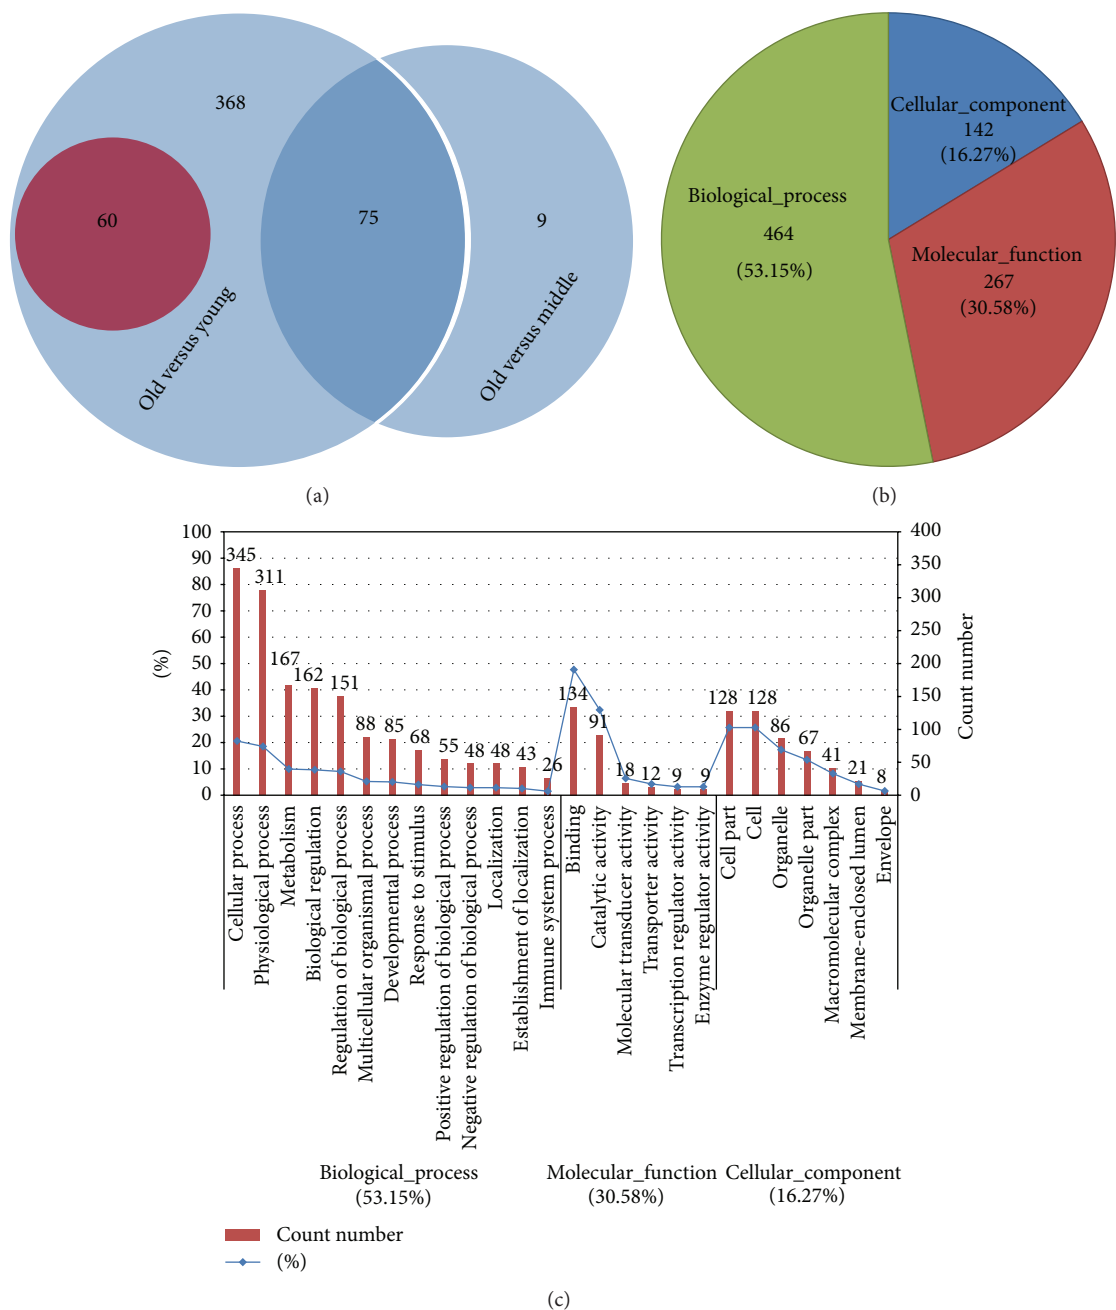 368
60
75
9
Old versus young
Old versus middle
(a)
Cellular_component
142
(16.27%)
Biological_process
464
(53.15%)
Molecular_function
267
(30.58%)
(b)
100
90
80
70
60
50
40
30
20
10
0
(%)
400
350
300
250
200
150
100
50
0
Count number
345
311
167
162
151
88
85
68
55
48
48
43
26
134
91
18
12
9
9
128
128
86
67
41
21
8
Cellular process
Physiological process
Metabolism
Biological regulation
Regulation of biological process
Multicellular organismal process
Developmental process
Response to stimulus
Positive regulation of biological process
Negative regulation of biological process
Localization
Establishment of localization
Immune system process
Binding
Catalytic activity
Molecular transducer activity
Transporter activity
Transcription regulator activity
Enzyme regulator activity
Cell part
Cell
Organelle
Organelle part
Macromolecular complex
Membrane-enclosed lumen
Envelope
Biological_process
(53.15%)
Molecular_function
(30.58%)
Cellular_component
(16.27%)
Count number
(%)
(c)